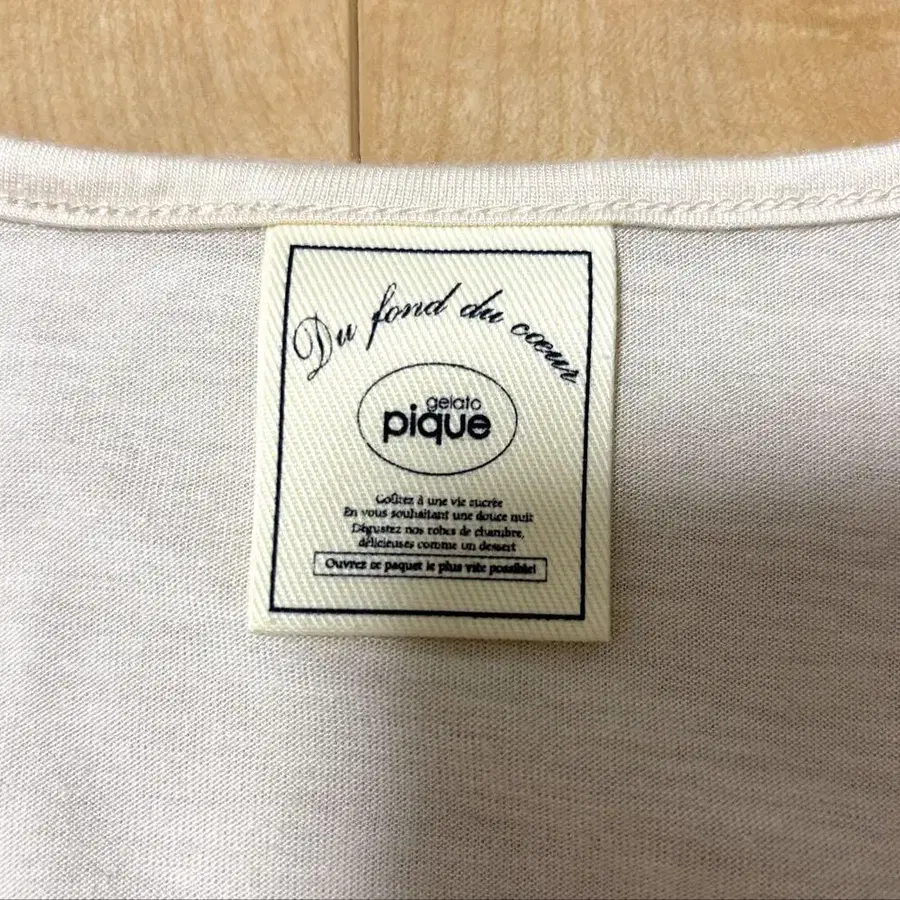 Du fond du cœur
gelato
pique
Goûtez à une vie sucrée
En vous souhaitant une douce nuit
Dégustez nos robes de chambre,
délicieuses comme un dessert
Ouvrez ce paquet le plus vite possible!